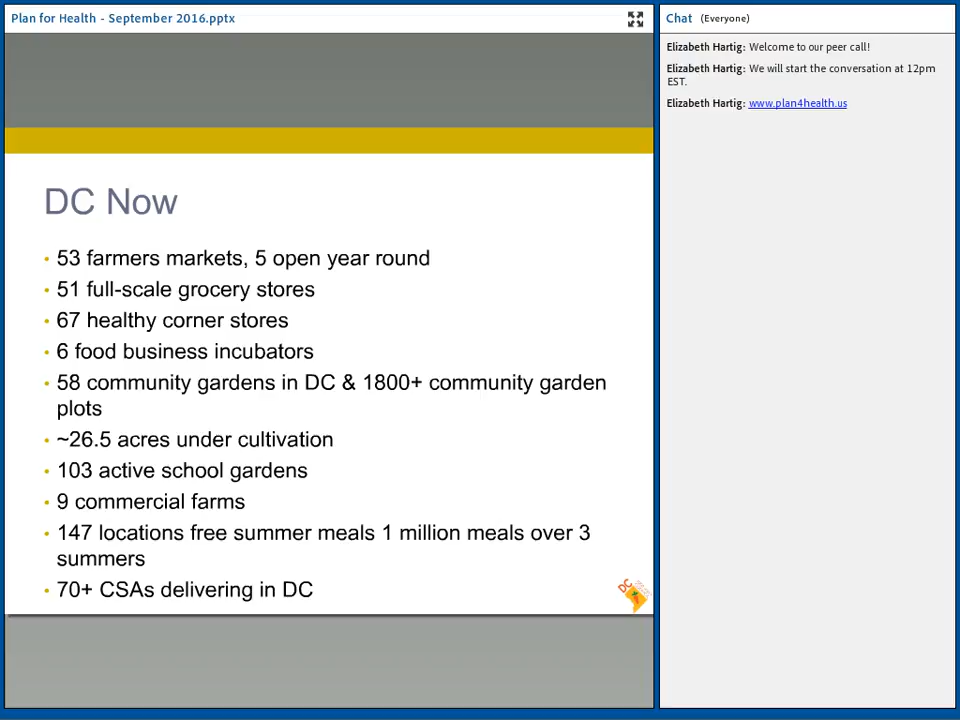 Plan for Health - September 2016.pptx
DC Now
• 53 farmers markets, 5 open year round
• 51 full-scale grocery stores
• 67 healthy corner stores
• 6 food business incubators
• 58 community gardens in DC & 1800+ community garden
plots
• ~26.5 acres under cultivation
• 103 active school gardens
• 9 commercial farms
• 147 locations free summer meals 1 million meals over 3
summers
• 70+ CSAs delivering in DC
DC
Chat (Everyone)
Elizabeth Hartig: Welcome to our peer call!
Elizabeth Hartig: We will start the conversation at 12pm
EST.
Elizabeth Hartig: www.plan4health.us